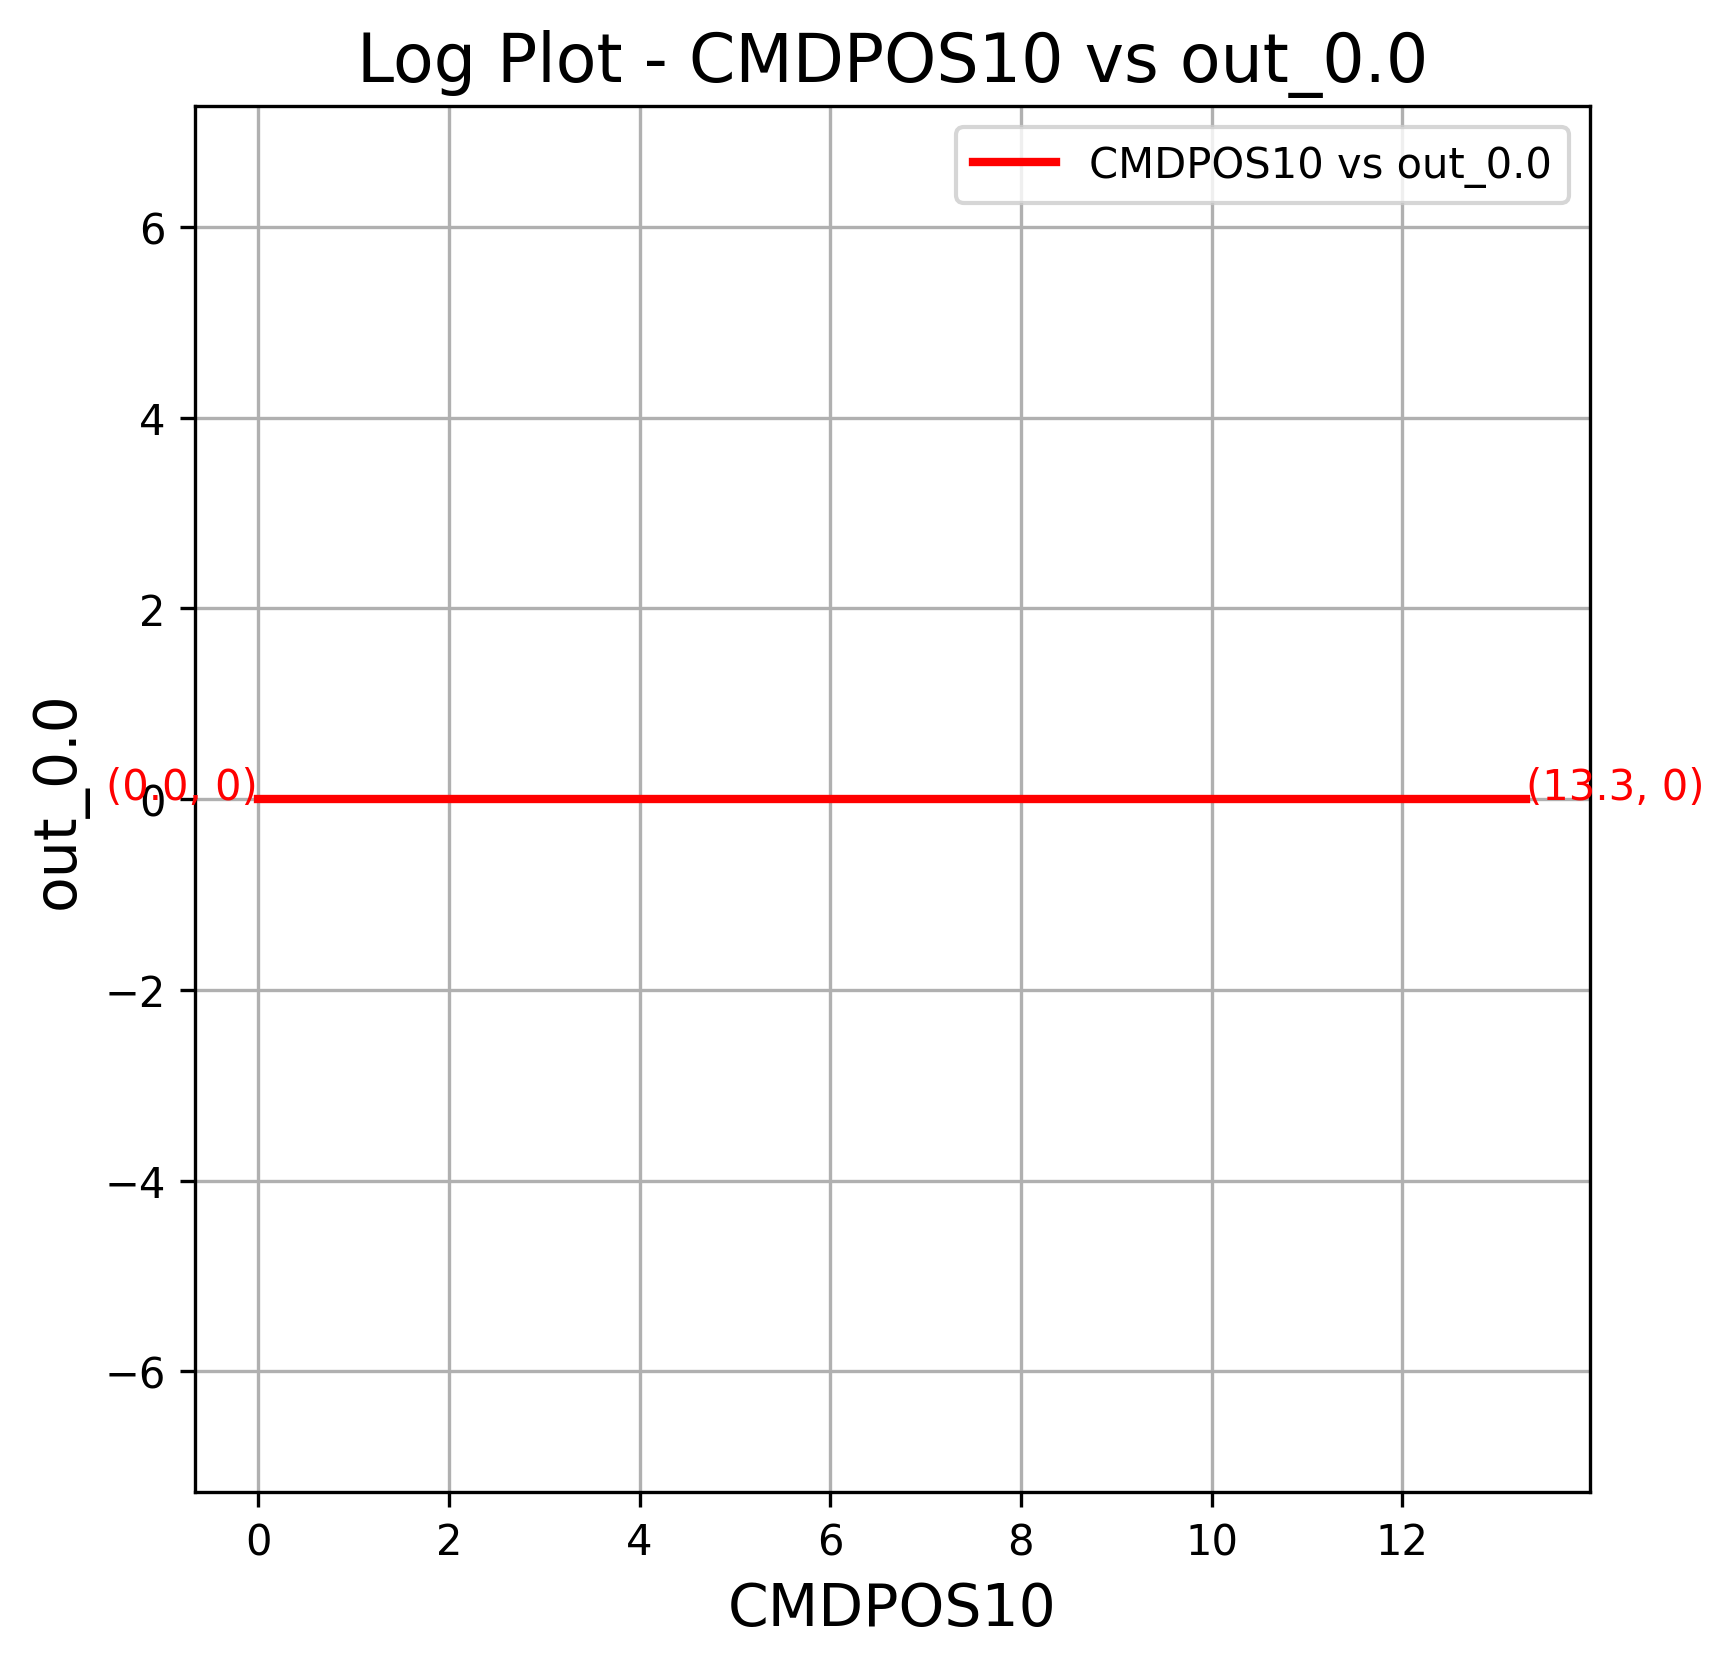 Log Plot - CMDPOS10 vs out_0.0
CMDPOS10 vs out_0.0
6
4
2
0
−2
−4
−6
out_0.0
(0.0, 0)
(13.3, 0)
0 2 4 6 8 10 12
CMDPOS10